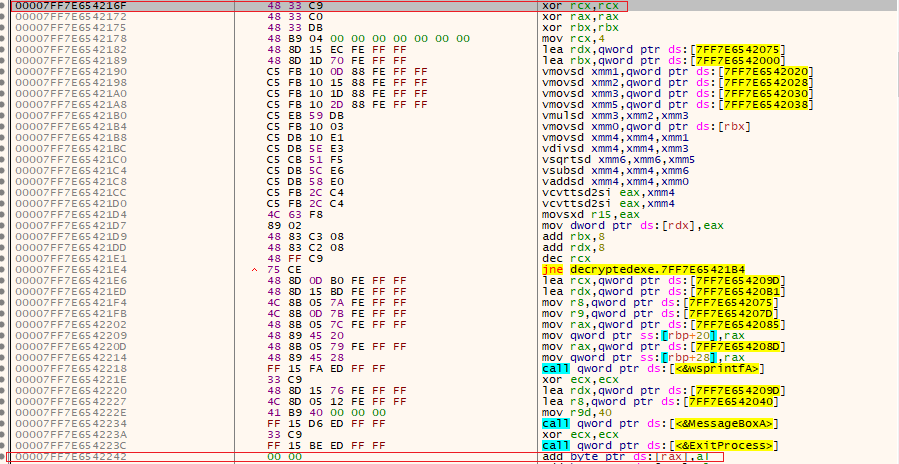 00007FF7E654216F 48 33 C9 xor rcx,rcx
00007FF7E6542172 48 33 C0 xor rax,rax
00007FF7E6542175 48 33 DB xor rbx,rbx
00007FF7E6542178 48 B9 04 00 00 00 00 00 00 00 mov rcx,4
00007FF7E6542182 48 8D 15 EC FE FF FF lea rdx,qword ptr ds:[7FF7E6542075]
00007FF7E6542189 48 8D 1D 70 FE FF FF lea rbx,qword ptr ds:[7FF7E6542000]
00007FF7E6542190 C5 FB 10 0D 88 FE FF FF vmovsd xmm1,qword ptr ds:[7FF7E6542020]
00007FF7E6542198 C5 FB 10 15 88 FE FF FF vmovsd xmm2,qword ptr ds:[7FF7E6542028]
00007FF7E65421A0 C5 FB 10 1D 88 FE FF FF vmovsd xmm3,qword ptr ds:[7FF7E6542030]
00007FF7E65421A8 C5 FB 10 2D 88 FE FF FF vmovsd xmm5,qword ptr ds:[7FF7E6542038]
00007FF7E65421B0 C5 EB 59 DB vmulsd xmm3,xmm2,xmm3
00007FF7E65421B4 C5 FB 10 03 vmovsd xmm0,qword ptr ds:[rbx]
00007FF7E65421B8 C5 DB 10 E1 vmovsd xmm4,xmm4,xmm1
00007FF7E65421BC C5 DB 5E E3 vdivsd xmm4,xmm4,xmm3
00007FF7E65421C0 C5 CB 51 F5 vsqrtsd xmm6,xmm6,xmm5
00007FF7E65421C4 C5 DB 5C E6 vsubsd xmm4,xmm4,xmm6
00007FF7E65421C8 C5 DB 58 E0 vaddsd xmm4,xmm4,xmm0
00007FF7E65421CC C5 FB 2C C4 vcvttsd2si eax,xmm4
00007FF7E65421D0 C5 FB 2C C4 vcvttsd2si eax,xmm4
00007FF7E65421D4 4C 63 F8 movsxd r15,eax
00007FF7E65421D7 89 02 mov dword ptr ds:[rdx],eax
00007FF7E65421D9 48 83 C3 08 add rbx,8
00007FF7E65421DD 48 83 C2 08 add rdx,8
00007FF7E65421E1 48 FF C9 dec rcx
00007FF7E65421E4 ^ 75 CE jne decryptedexe.7FF7E65421B4
00007FF7E65421E6 48 8D 0D B0 FE FF FF lea rcx,qword ptr ds:[7FF7E654209D]
00007FF7E65421ED 48 8D 15 BD FE FF FF lea rdx,qword ptr ds:[7FF7E65420B1]
00007FF7E65421F4 4C 8B 05 7A FE FF FF mov r8,qword ptr ds:[7FF7E6542075]
00007FF7E65421FB 4C 8B 0D 7B FE FF FF mov r9,qword ptr ds:[7FF7E654207D]
00007FF7E6542202 48 8B 05 7C FE FF FF mov rax,qword ptr ds:[7FF7E6542085]
00007FF7E6542209 48 89 45 20 mov qword ptr ss:[rbp+20],rax
00007FF7E654220D 48 8B 05 79 FE FF FF mov rax,qword ptr ds:[7FF7E654208D]
00007FF7E6542214 48 89 45 28 mov qword ptr ss:[rbp+28],rax
00007FF7E6542218 FF 15 FA ED FF FF call qword ptr ds:[<&wsprintfA>]
00007FF7E654221E 33 C9 xor ecx,ecx
00007FF7E6542220 48 8D 15 76 FE FF FF lea rdx,qword ptr ds:[7FF7E654209D]
00007FF7E6542227 4C 8D 05 12 FE FF FF lea r8,qword ptr ds:[7FF7E6542040]
00007FF7E654222E 41 B9 40 00 00 00 mov r9d,40
00007FF7E6542234 FF 15 D6 ED FF FF call qword ptr ds:[<&MessageBoxA>]
00007FF7E654223A 33 C9 xor ecx,ecx
00007FF7E654223C FF 15 BE ED FF FF call qword ptr ds:[<&ExitProcess>]
00007FF7E6542242 00 00 add byte ptr ds:[rax],al